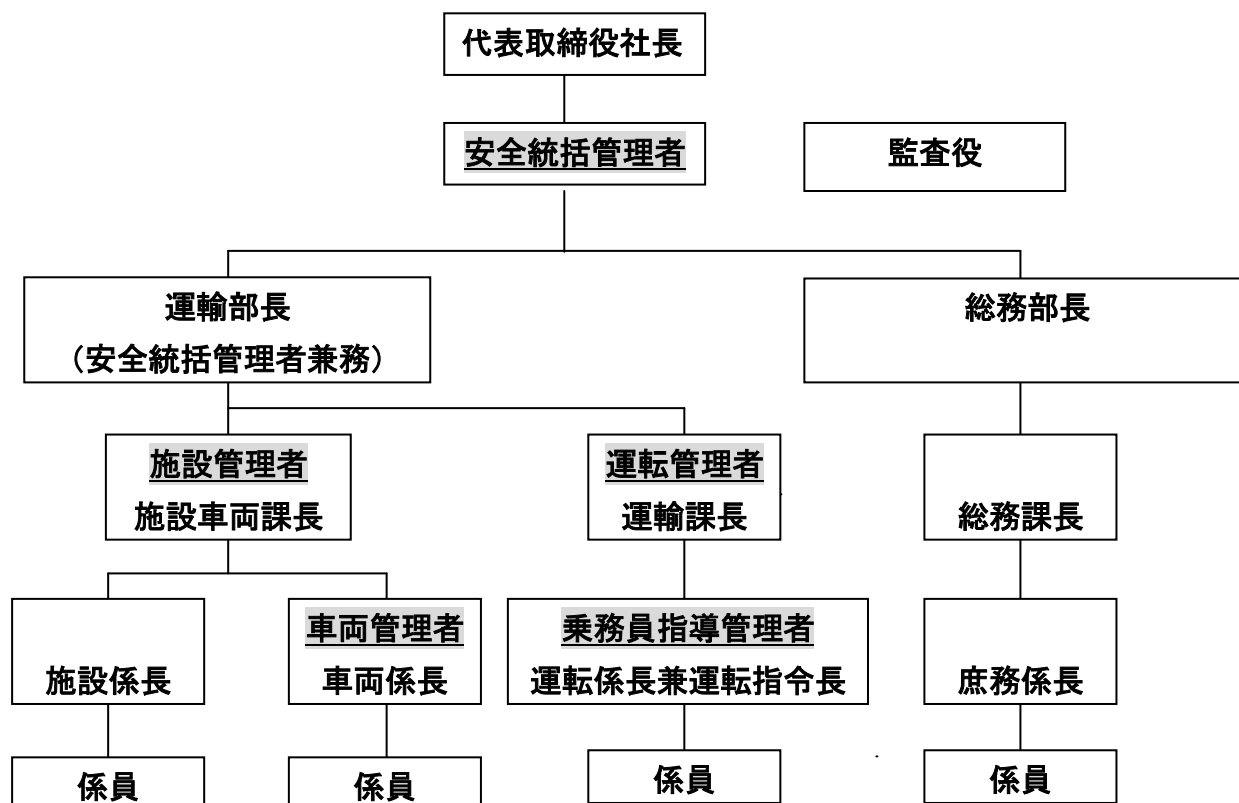 代表取締役社長
安全統括管理者
監査役
運輸部長
（安全統括管理者兼務）
総務部長
施設管理者
施設車両課長
運転管理者
運輸課長
総務課長
施設係長
車両管理者
車両係長
乗務員指導管理者
運転係長兼運転指令長
庶務係長
係員
係員
係員
係員